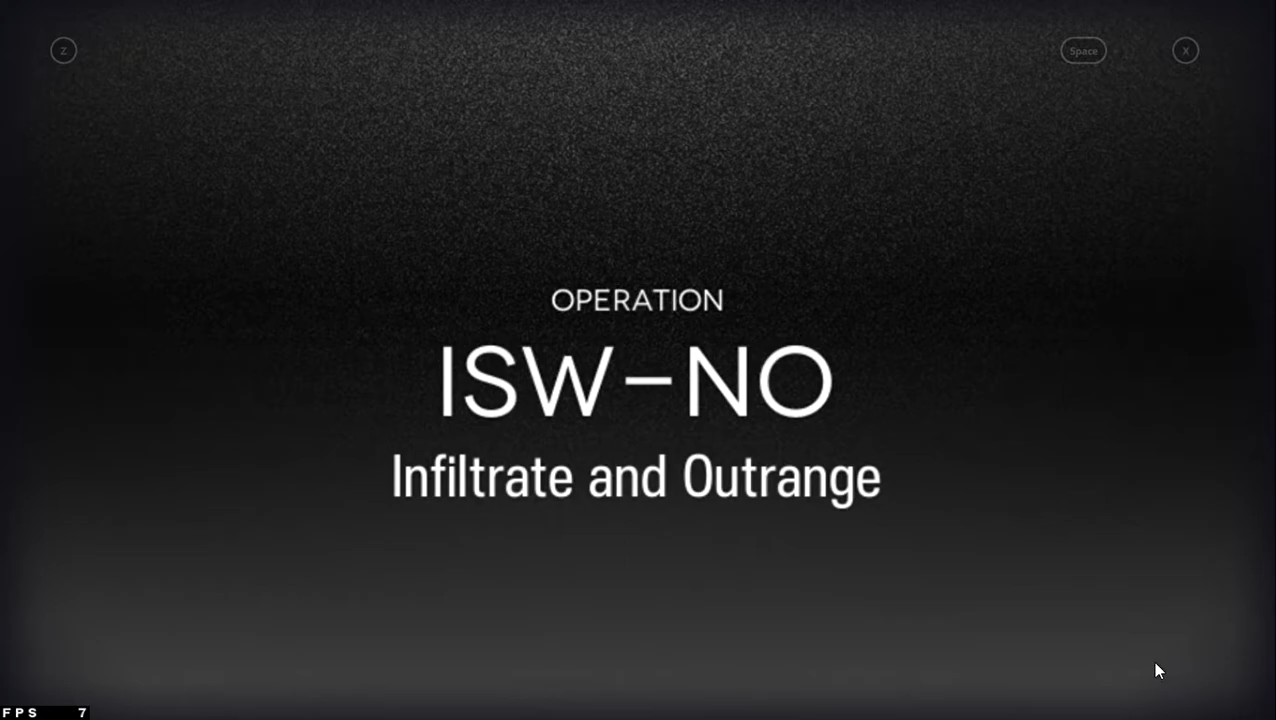 Z
Space
X
OPERATION
ISW-NO
Infiltrate and Outrange
FPS 7